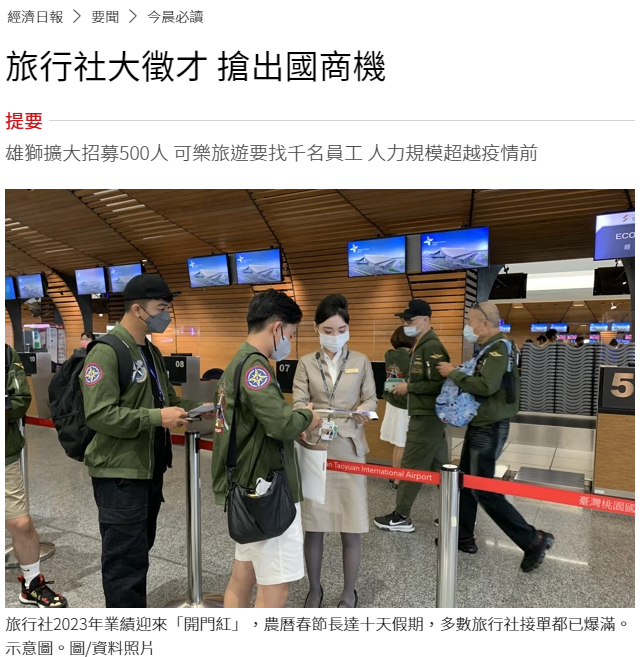 經濟日報 > 要聞 > 今晨必讀
旅行社大徵才 搶出國商機
提要
雄獅擴大招募500人 可樂旅遊要找千名員工 人力規模超越疫情前
ECO
08
07
5
an Taoyuan International Airport
臺灣桃園國
旅行社2023年業績迎來「開門紅」，農曆春節長達十天假期，多數旅行社接單都已爆滿。
示意圖。圖/資料照片